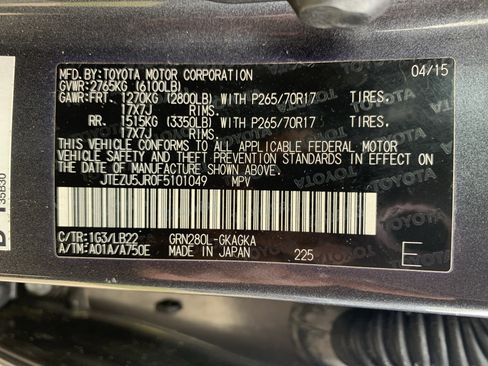 MFD.BY:TOYOTA MOTOR CORPORATION 04/15
GVWR:2765KG (6100LB)
GAWR:FRT. 1270KG (2800LB) WITH P265/70R17 TIRES.
17X7J RIMS.
RR. 1515KG (3350LB) WITH P265/70R17 TIRES.
17X7J RIMS.
THIS VEHICLE CONFORMS TO ALL APPLICABLE FEDERAL MOTOR
VEHICLE SAFETY AND THEFT PREVENTION STANDARDS IN EFFECT ON
THE DATE OF MANUFACTURE SHOWN ABOVE.
JTEZU5JR0F5101049 MPV
C/TR:1G3/LB22 GRN280L-GKAGKA
A/TM:A01A/A750E MADE IN JAPAN 225 E
35B30